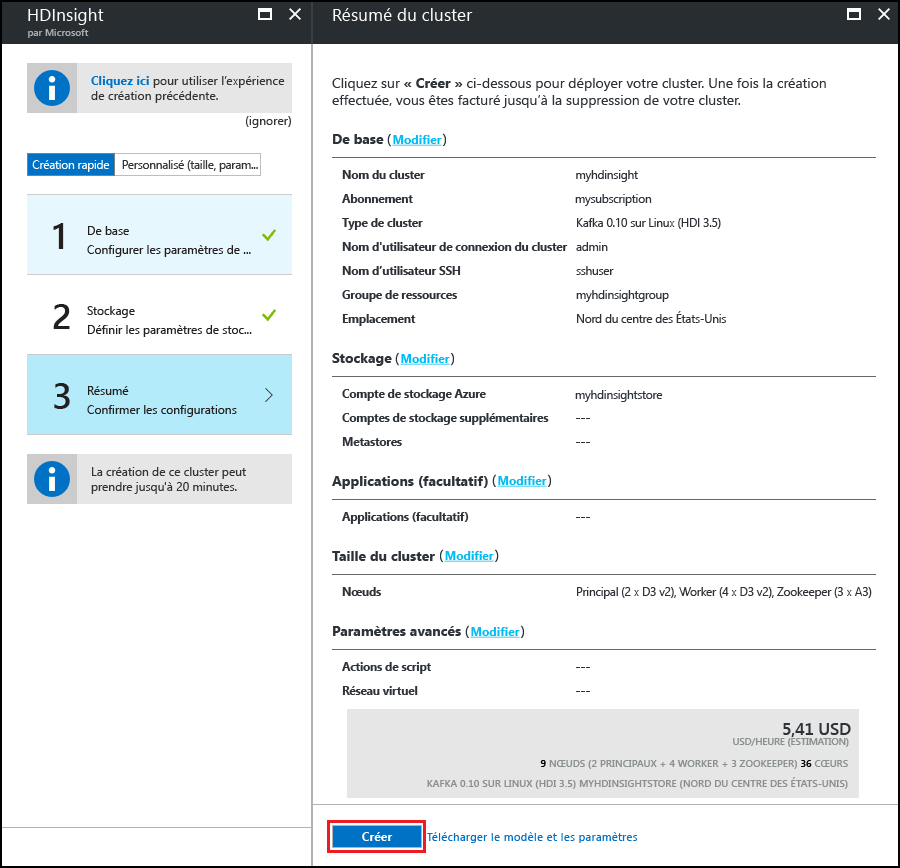 HDInsight
par Microsoft
Cliquez ici pour utiliser l'expérience
de création précédente.
(ignorer)
Création rapide
Personnalisé (taille, param...
1
De base
Configurer les paramètres de ...
2
Stockage
Définir les paramètres de stoc...
3
Résumé
Confirmer les configurations
La création de ce cluster peut
prendre jusqu'à 20 minutes.
Résumé du cluster
Cliquez sur « Créer » ci-dessous pour déployer votre cluster. Une fois la création
effectuée, vous êtes facturé jusqu'à la suppression de votre cluster.
De base (Modifier)
Nom du cluster myhdinsight
Abonnement mysubscription
Type de cluster Kafka 0.10 sur Linux (HDI 3.5)
Nom d'utilisateur de connexion du cluster admin
Nom d'utilisateur SSH sshuser
Groupe de ressources myhdinsightgroup
Emplacement Nord du centre des États-Unis
Stockage (Modifier)
Compte de stockage Azure myhdinsightstore
Comptes de stockage supplémentaires ---
Metastores ---
Applications (facultatif) (Modifier)
Applications (facultatif) ---
Taille du cluster (Modifier)
Nœuds Principal (2 x D3 v2), Worker (4 x D3 v2), Zookeeper (3 x A3)
Paramètres avancés (Modifier)
Actions de script ---
Réseau virtuel ---
5,41 USD
USD/HEURE (ESTIMATION)
9 NŒUDS (2 PRINCIPAUX + 4 WORKER + 3 ZOOKEEPER) 36 CŒURS
KAFKA 0.10 SUR LINUX (HDI 3.5) MYHDINSIGHTSTORE (NORD DU CENTRE DES ÉTATS-UNIS)
Créer
Télécharger le modèle et les paramètres